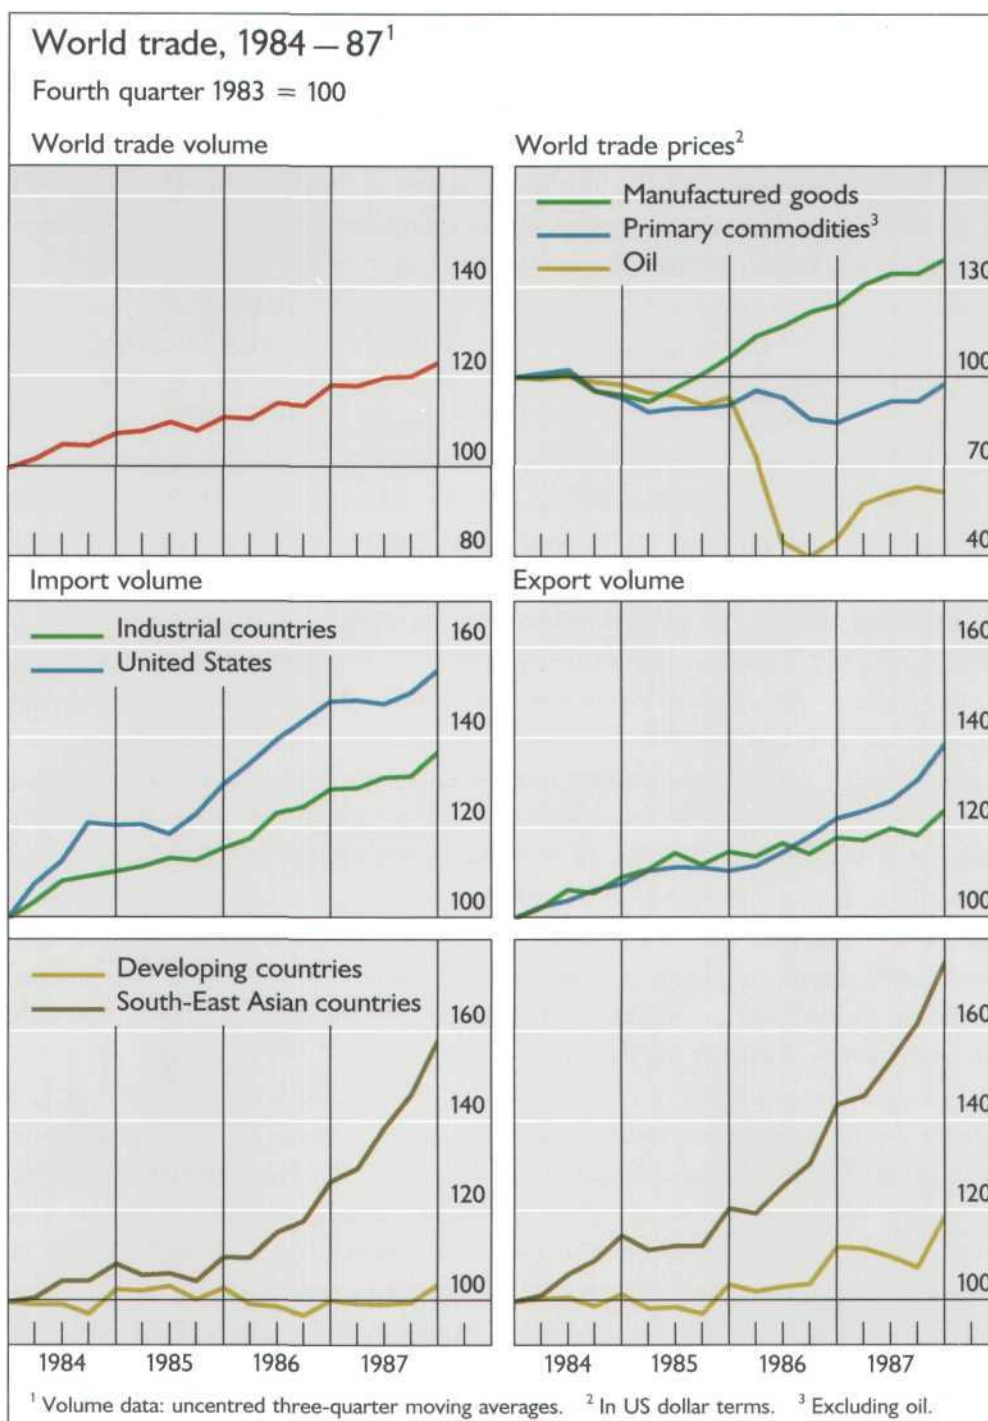 World trade, 1984–87¹
Fourth quarter 1983 = 100
World trade volume
140
120
100
80
World trade prices²
Manufactured goods
Primary commodities³
Oil
130
100
70
40
Import volume
Industrial countries
United States
160
140
120
100
Export volume
160
140
120
100
Developing countries
South-East Asian countries
160
140
120
100
160
140
120
100
1984 1985 1986 1987
1984 1985 1986 1987
¹ Volume data: uncentred three-quarter moving averages. ² In US dollar terms. ³ Excluding oil.